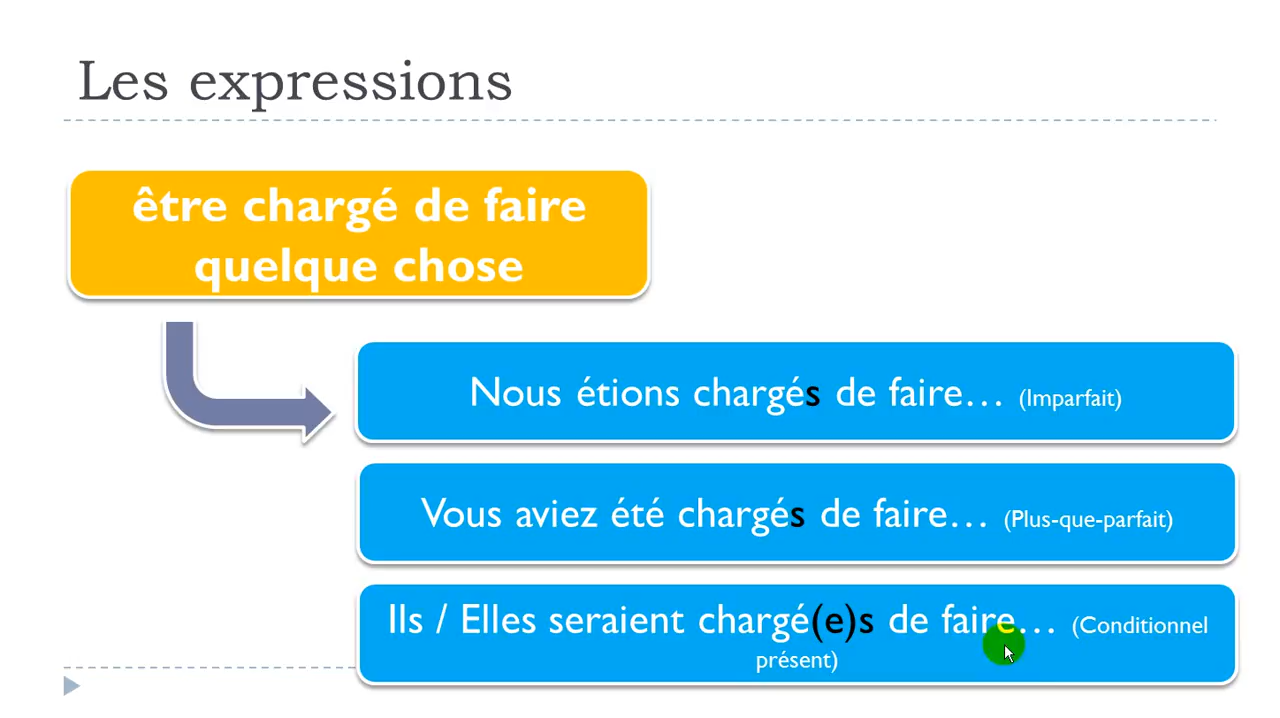 Les expressions
être chargé de faire
quelque chose
Nous étions chargés de faire… (Imparfait)
Vous aviez été chargés de faire… (Plus-que-parfait)
Ils / Elles seraient chargé(e)s de faire… (Conditionnel
présent)